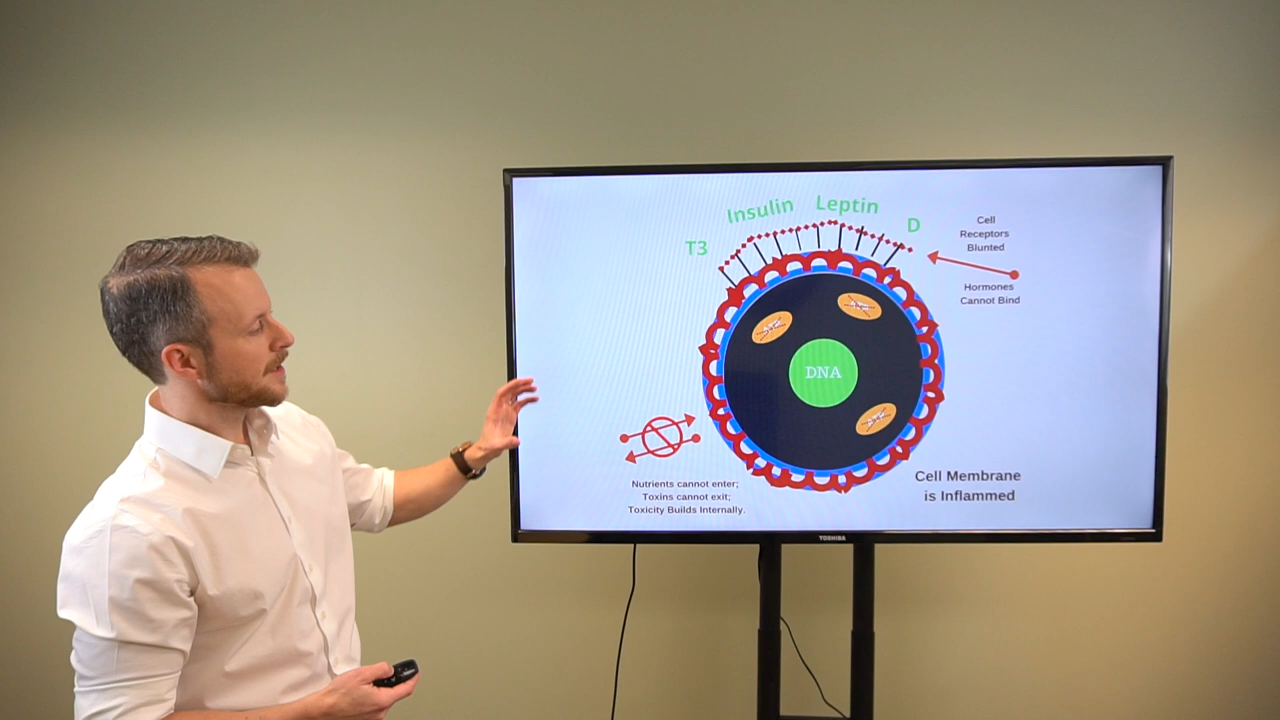 Insulin Leptin
T3
D
Cell
Receptors
Blunted
Hormones
Cannot Bind
DNA
Nutrients cannot enter;
Toxins cannot exit;
Toxicity Builds Internally.
Cell Membrane
is Inflammed
TOSHIBA